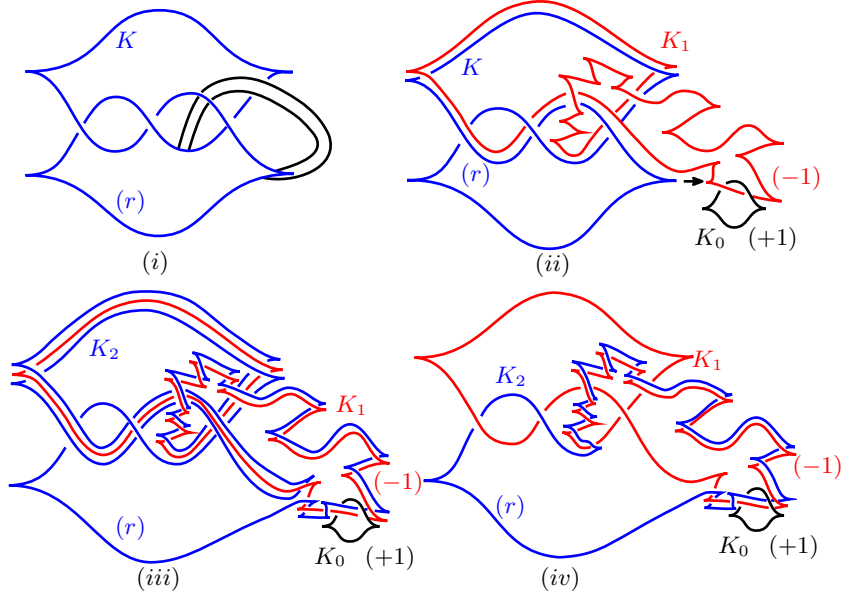 K
(r)
(i)
K₁
K
(r)
(-1)
K₀ (+1)
(ii)
K₂
K₁
(-1)
(r)
K₀ (+1)
(iii)
K₁
K₂
(-1)
(r)
K₀ (+1)
(iv)